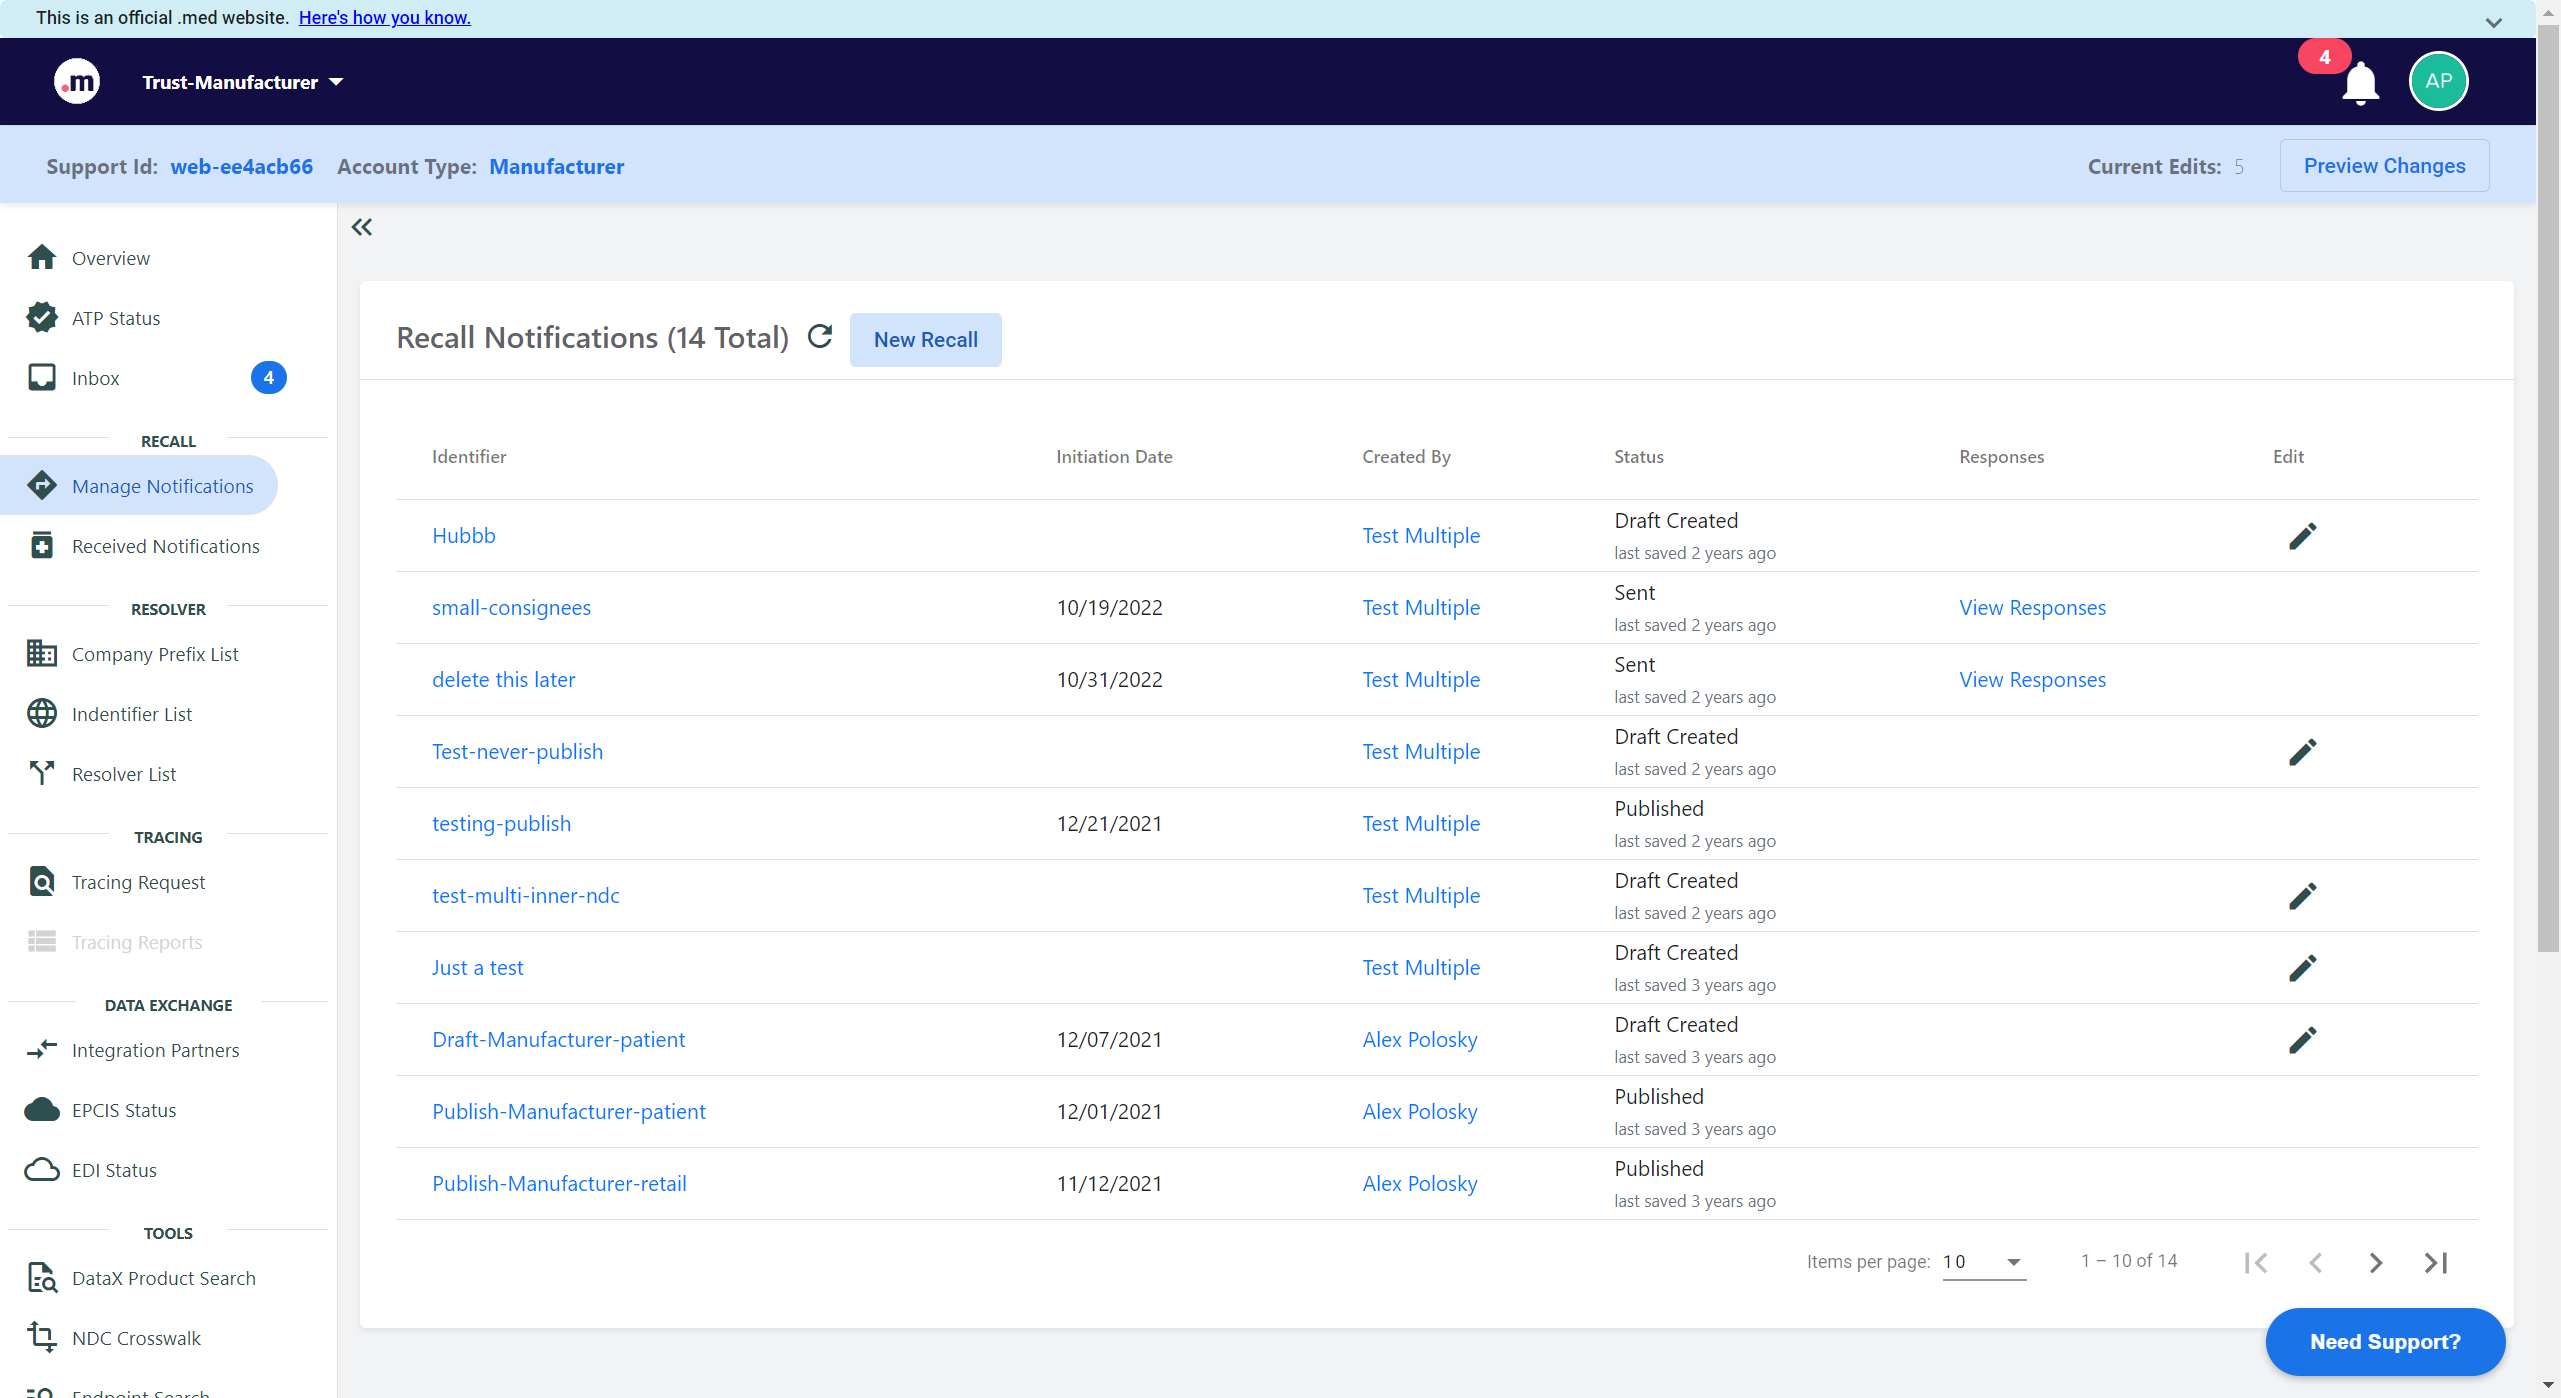 This is an official .med website. Here's how you know.
.m Trust-Manufacturer 4 AP
Support Id: web-ee4acb66 Account Type: Manufacturer Current Edits: 5 Preview Changes
Overview
ATP Status
Inbox 4
RECALL
Manage Notifications
Received Notifications
RESOLVER
Company Prefix List
Indentifier List
Resolver List
TRACING
Tracing Request
Tracing Reports
DATA EXCHANGE
Integration Partners
EPCIS Status
EDI Status
TOOLS
DataX Product Search
NDC Crosswalk
Endpoint Search
Recall Notifications (14 Total) New Recall
Identifier Initiation Date Created By Status Responses Edit
Hubbb Test Multiple Draft Created
last saved 2 years ago
small-consignees 10/19/2022 Test Multiple Sent View Responses
last saved 2 years ago
delete this later 10/31/2022 Test Multiple Sent View Responses
last saved 2 years ago
Test-never-publish Test Multiple Draft Created
last saved 2 years ago
testing-publish 12/21/2021 Test Multiple Published
last saved 2 years ago
test-multi-inner-ndc Test Multiple Draft Created
last saved 2 years ago
Just a test Test Multiple Draft Created
last saved 3 years ago
Draft-Manufacturer-patient 12/07/2021 Alex Polosky Draft Created
last saved 3 years ago
Publish-Manufacturer-patient 12/01/2021 Alex Polosky Published
last saved 3 years ago
Publish-Manufacturer-retail 11/12/2021 Alex Polosky Published
last saved 3 years ago
Items per page: 10 1 – 10 of 14
Need Support?